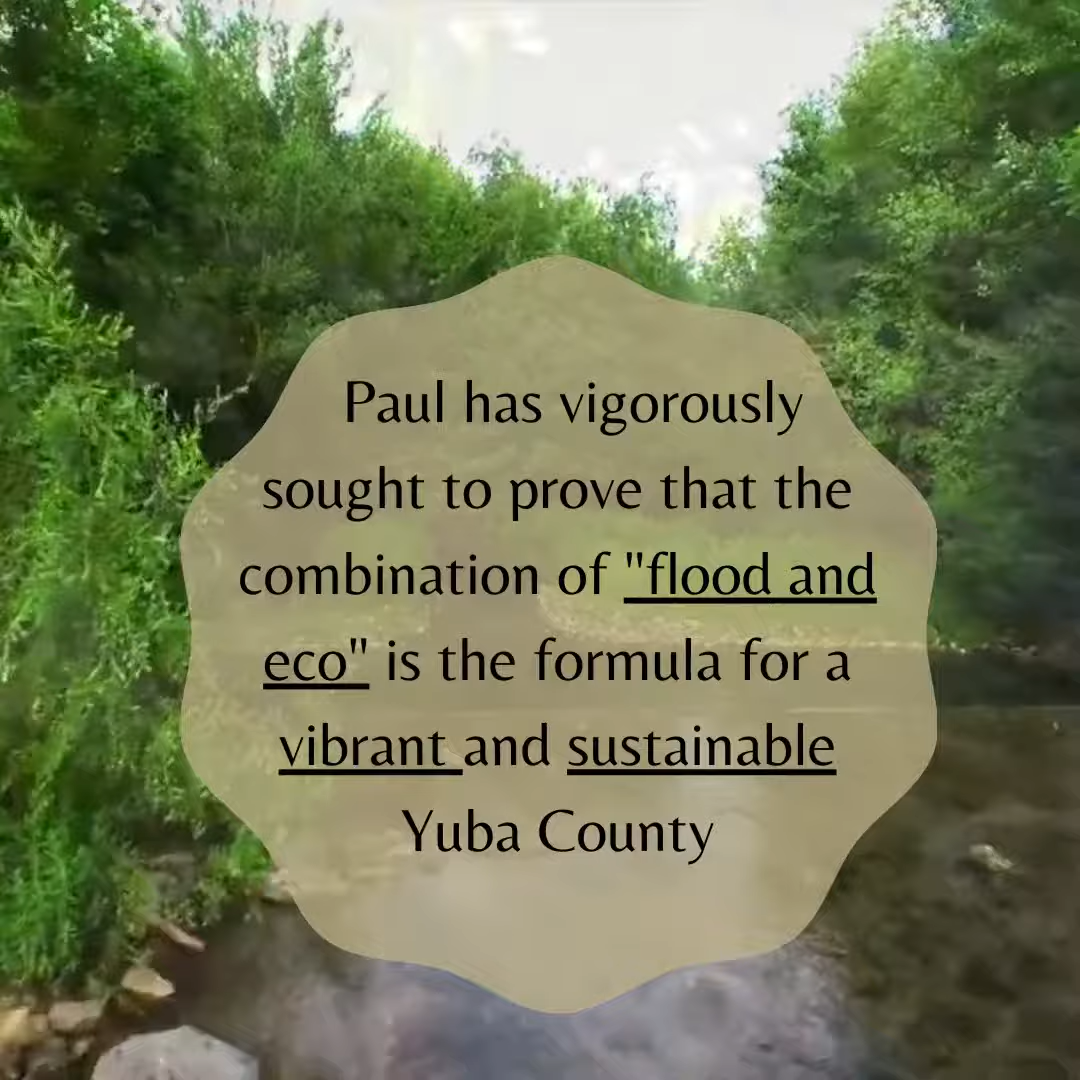 Paul has vigorously
sought to prove that the
combination of "flood and
eco" is the formula for a
vibrant and sustainable
Yuba County